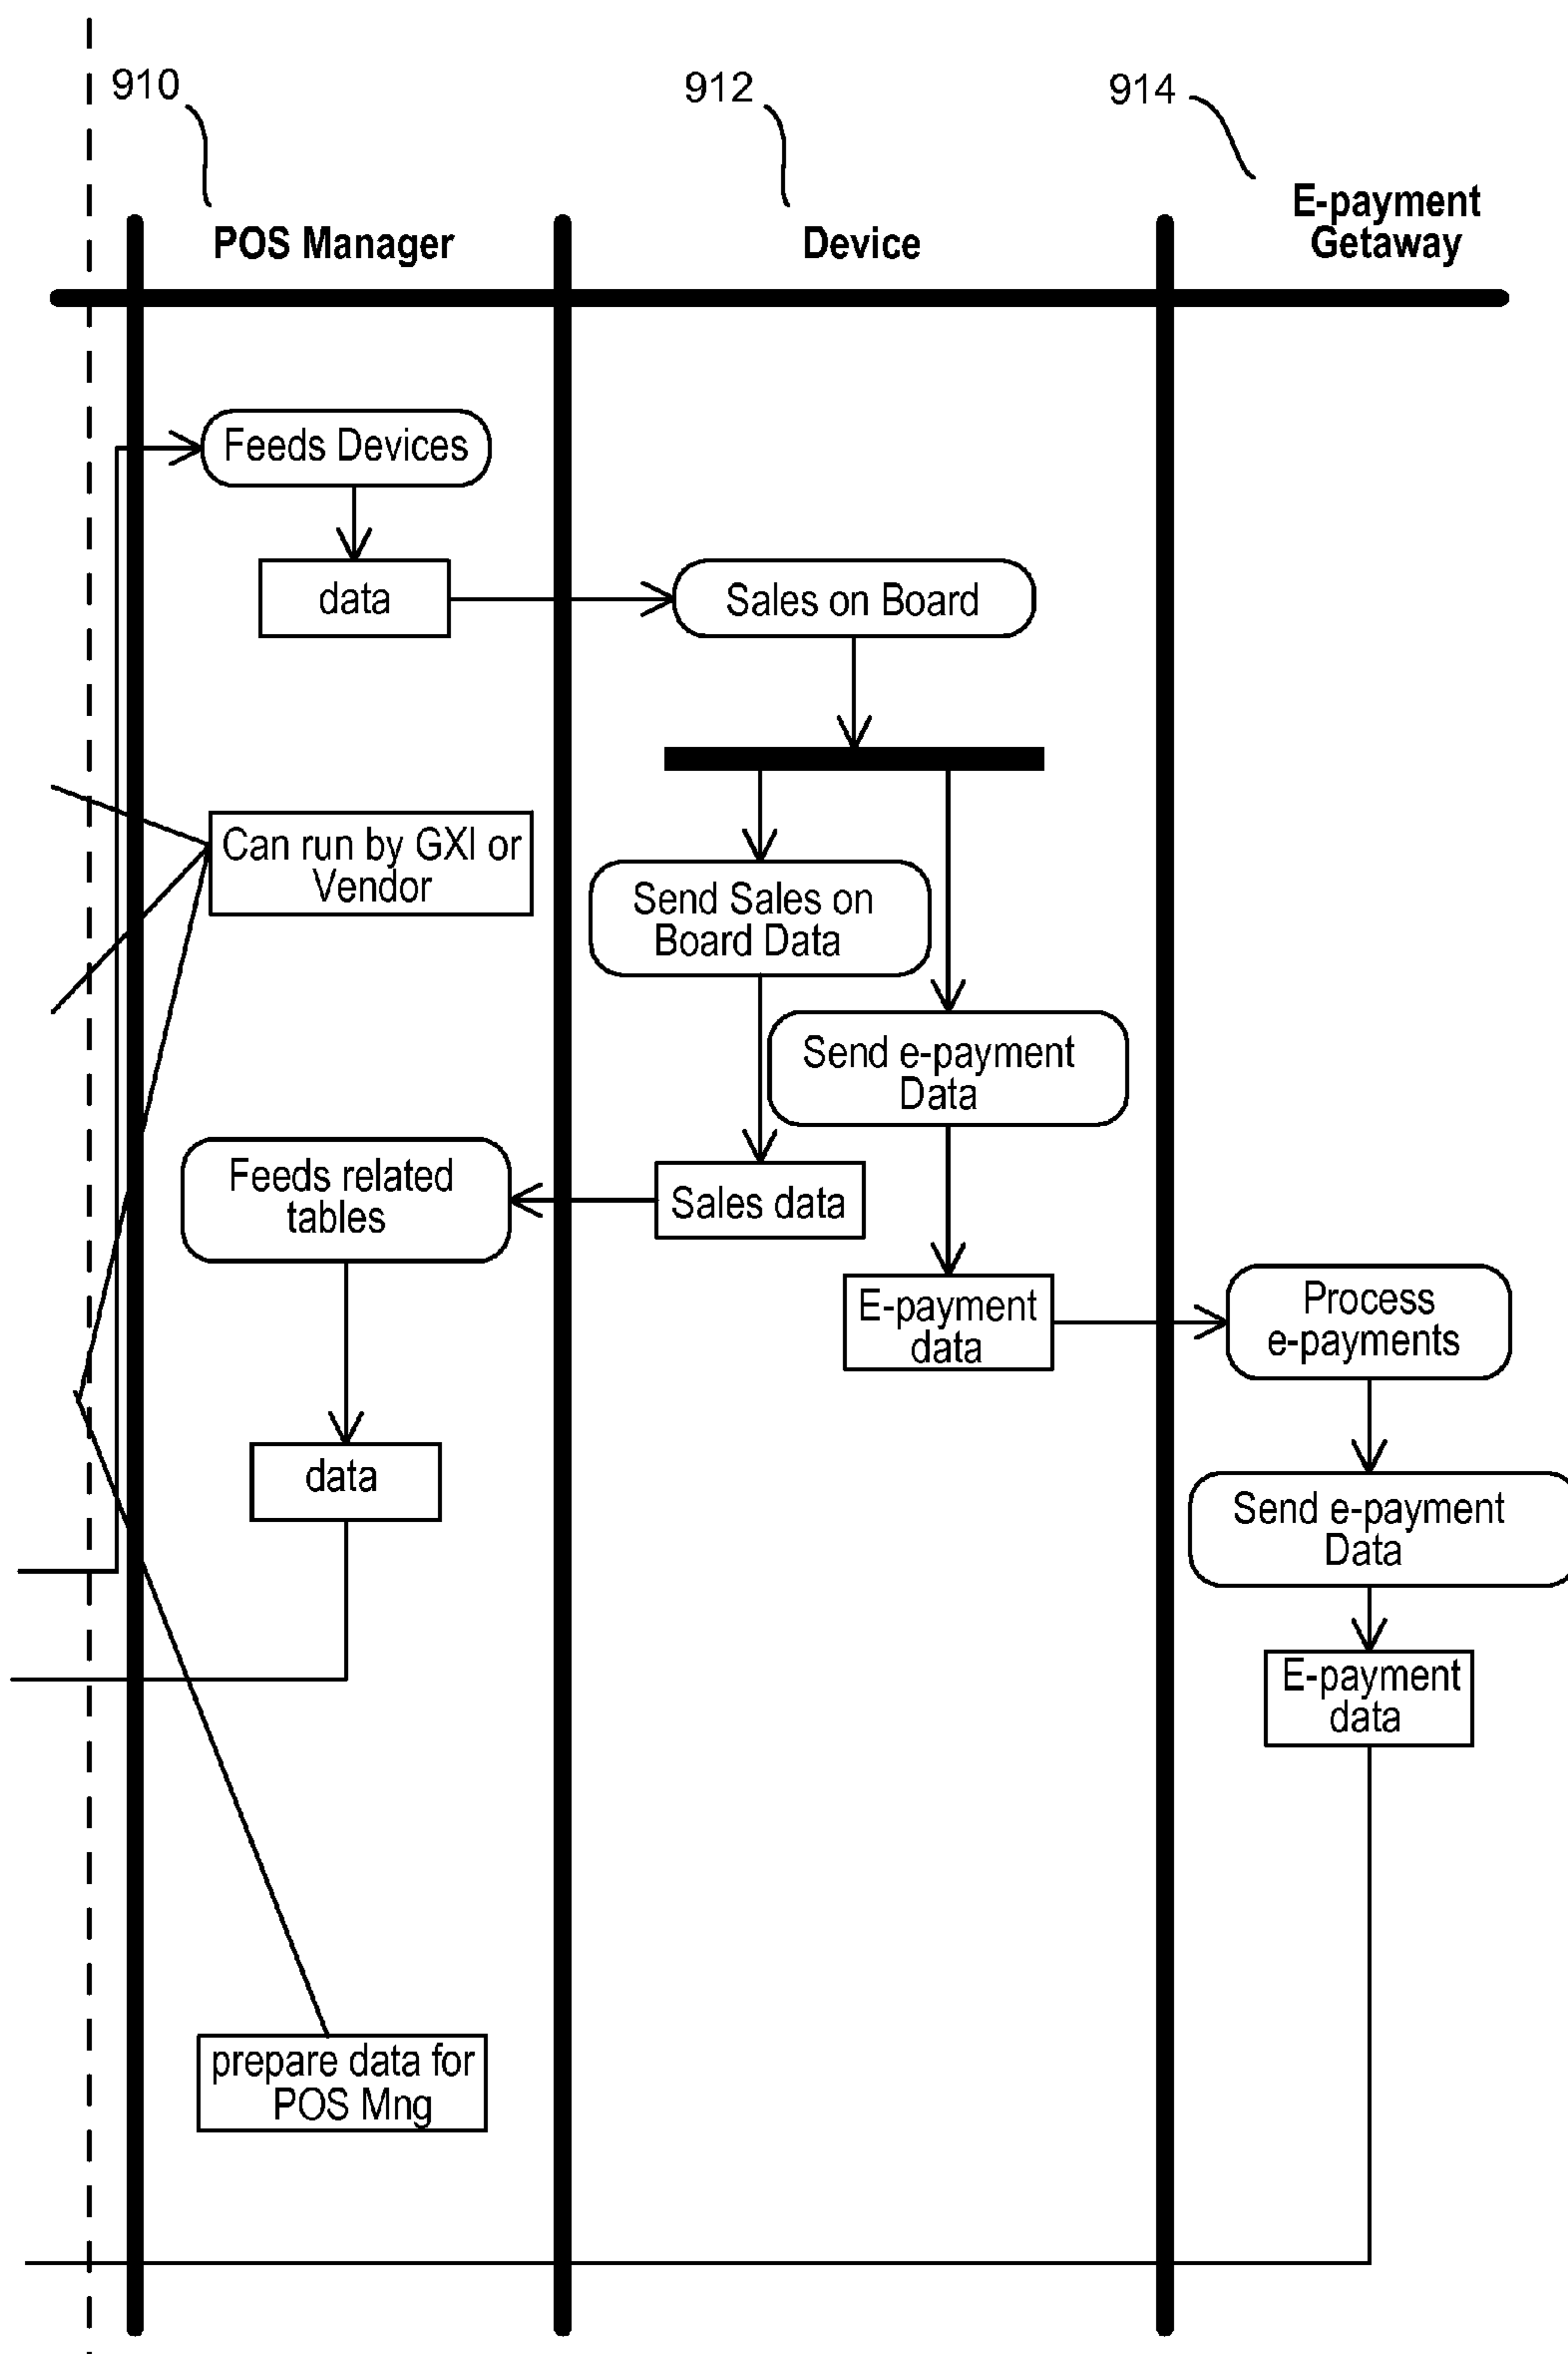 910
912
914
POS Manager
Device
E-payment
Getaway
Feeds Devices
data
Sales on Board
Can run by GXI or
Vendor
Send Sales on
Board Data
Send e-payment
Data
Feeds related
tables
Sales data
E-payment
data
Process
e-payments
data
Send e-payment
Data
E-payment
data
prepare data for
POS Mng